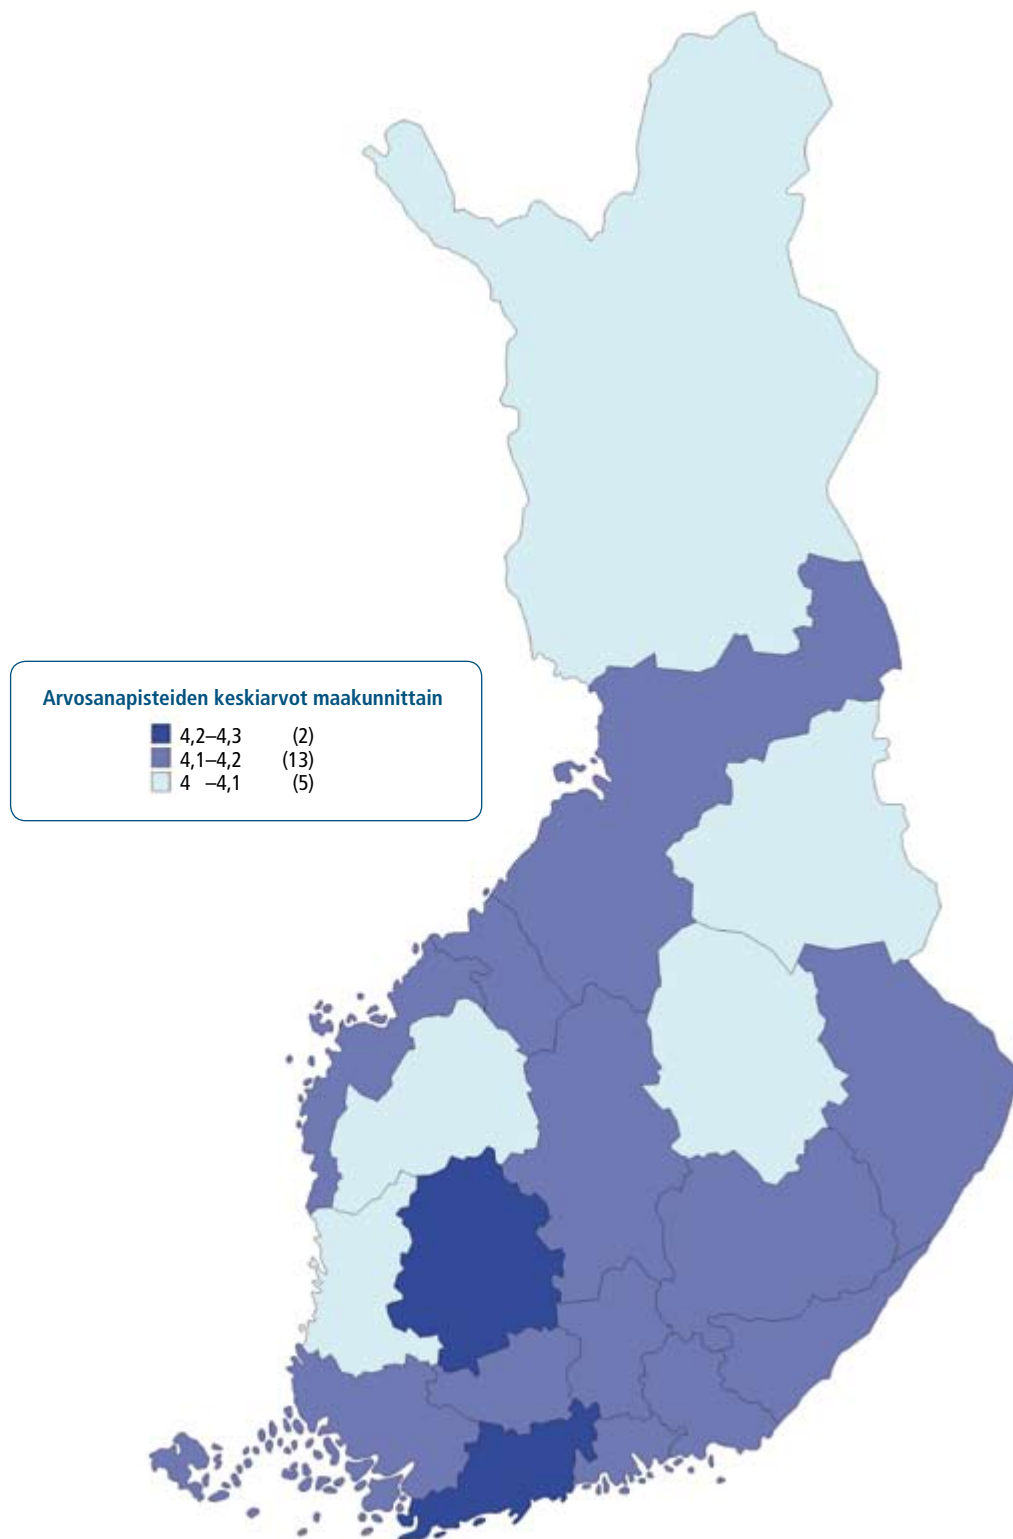 Arvosanapisteiden keskiarvot maakunnittain
4,2–4,3 (2)
4,1–4,2 (13)
4 –4,1 (5)